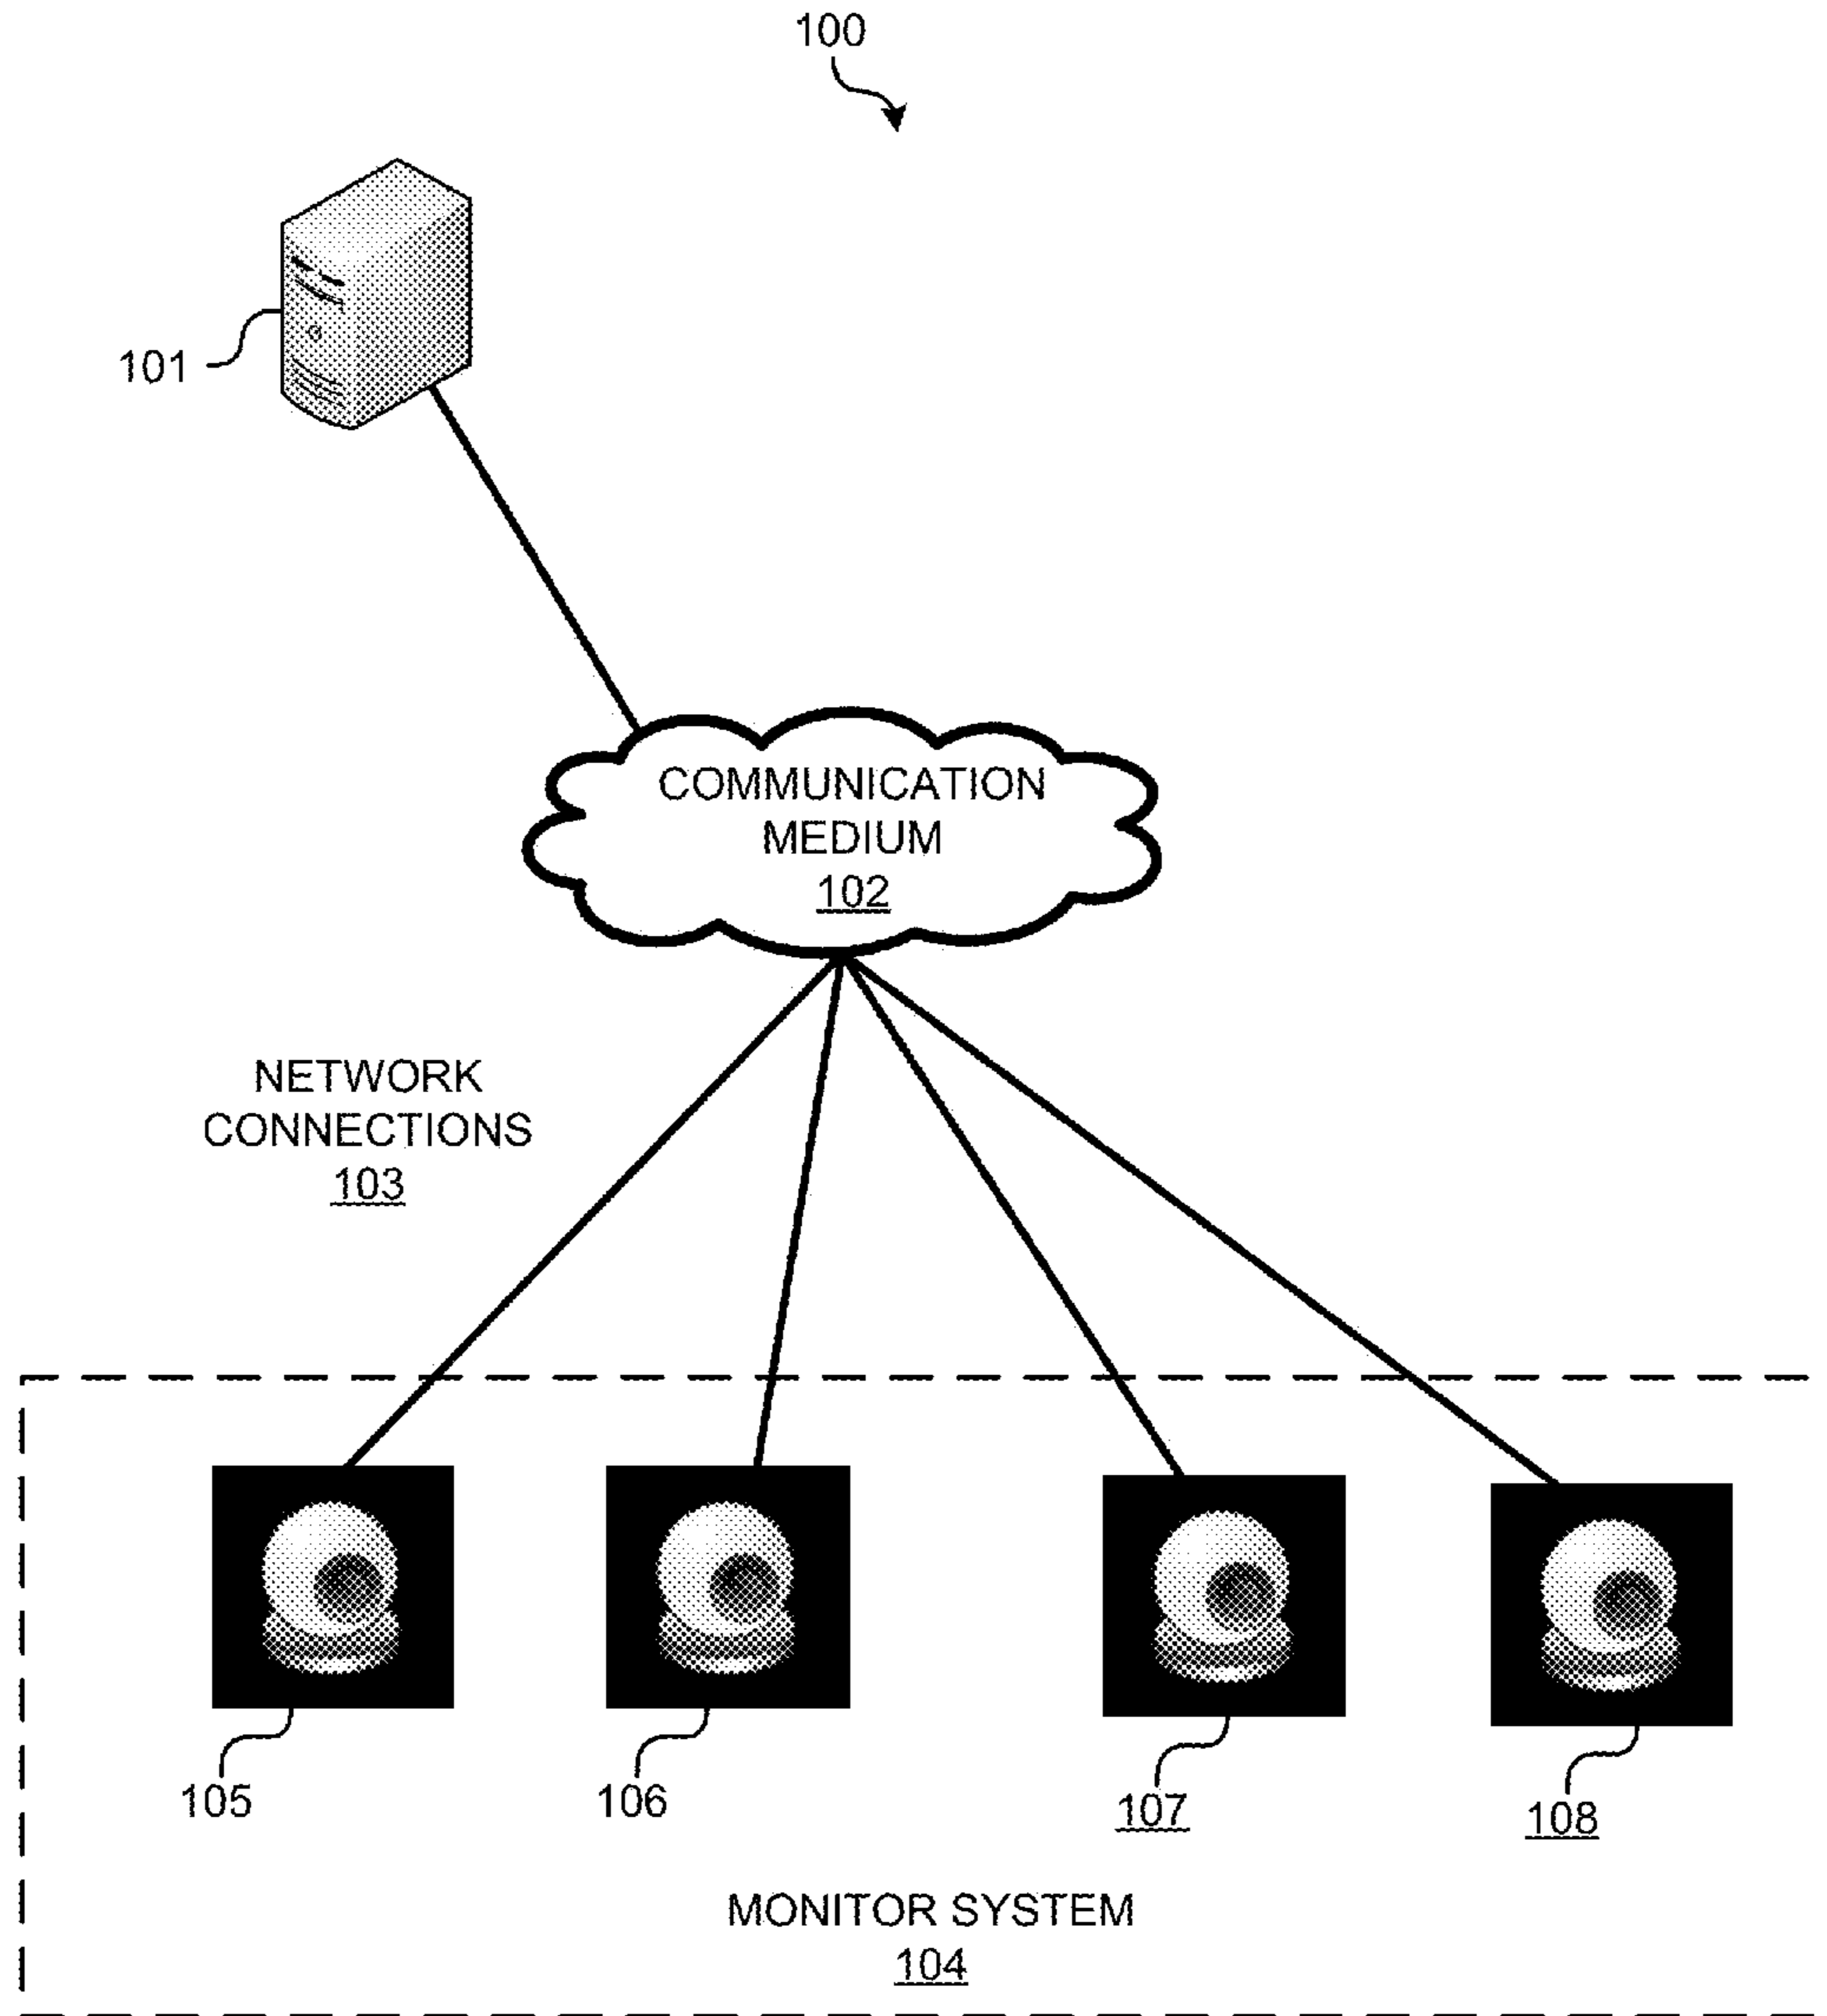 100
101
COMMUNICATION
MEDIUM
102
NETWORK
CONNECTIONS
103
105
106
107
108
MONITOR SYSTEM
104